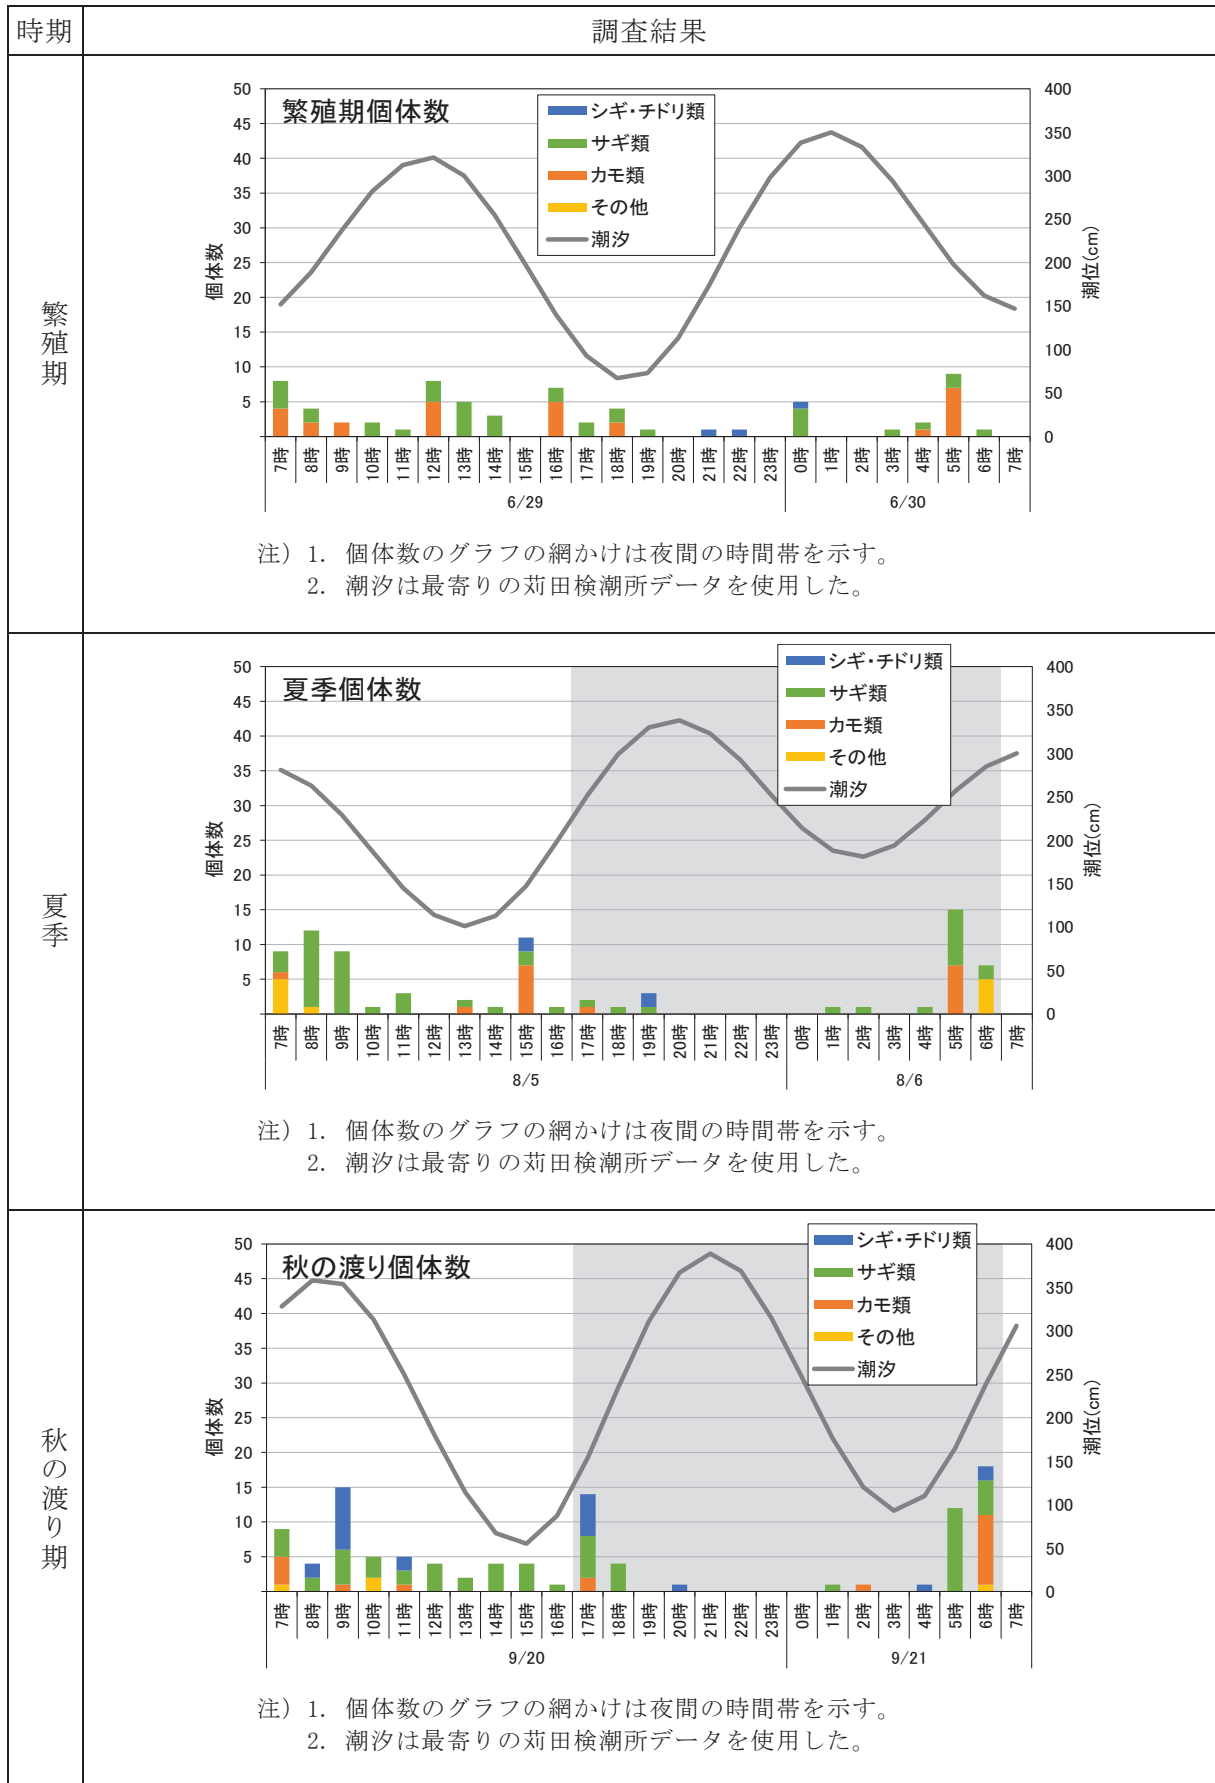 時期
調査結果
繁殖期
繁殖期個体数
シギ・チドリ類
サギ類
カモ類
その他
潮汐
個体数
潮位(cm)
50
45
40
35
30
25
20
15
10
5
400
350
300
250
200
150
100
50
0
7時 8時 9時 10時 11時 12時 13時 14時 15時 16時 17時 18時 19時 20時 21時 22時 23時 0時 1時 2時 3時 4時 5時 6時 7時
6/29 6/30
注) 1. 個体数のグラフの網かけは夜間の時間帯を示す。
2. 潮汐は最寄りの苅田検潮所データを使用した。
夏季
夏季個体数
シギ・チドリ類
サギ類
カモ類
その他
潮汐
個体数
潮位(cm)
50
45
40
35
30
25
20
15
10
5
400
350
300
250
200
150
100
50
0
7時 8時 9時 10時 11時 12時 13時 14時 15時 16時 17時 18時 19時 20時 21時 22時 23時 0時 1時 2時 3時 4時 5時 6時 7時
8/5 8/6
注) 1. 個体数のグラフの網かけは夜間の時間帯を示す。
2. 潮汐は最寄りの苅田検潮所データを使用した。
秋の渡り期
秋の渡り個体数
シギ・チドリ類
サギ類
カモ類
その他
潮汐
個体数
潮位(cm)
50
45
40
35
30
25
20
15
10
5
400
350
300
250
200
150
100
50
0
7時 8時 9時 10時 11時 12時 13時 14時 15時 16時 17時 18時 19時 20時 21時 22時 23時 0時 1時 2時 3時 4時 5時 6時 7時
9/20 9/21
注) 1. 個体数のグラフの網かけは夜間の時間帯を示す。
2. 潮汐は最寄りの苅田検潮所データを使用した。